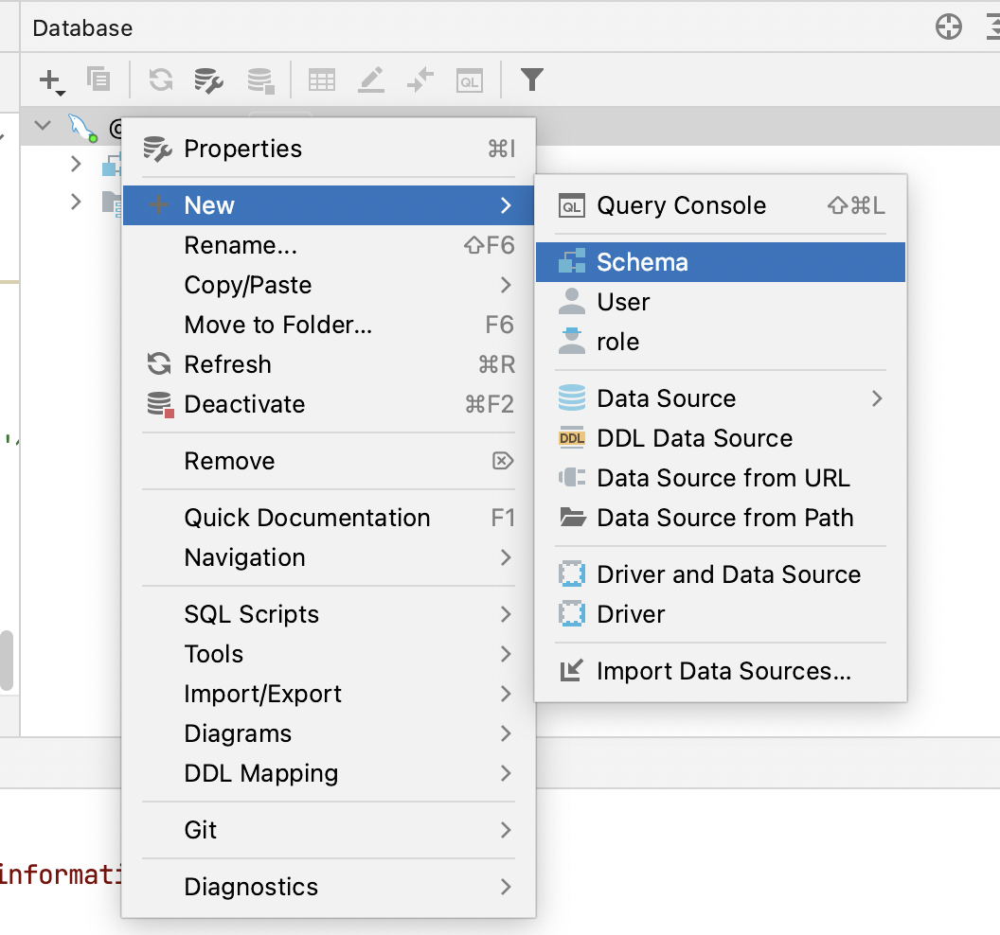 Database
QL
@
Properties ⌘I
New
Rename... ⇧F6
Copy/Paste
Move to Folder... F6
Refresh ⌘R
Deactivate ⌘F2
Remove ⌦
Quick Documentation F1
Navigation
SQL Scripts
Tools
Import/Export
Diagrams
DDL Mapping
Git
Diagnostics
QL Query Console ⇧⌘L
Schema
User
role
Data Source
DDL DDL Data Source
Data Source from URL
Data Source from Path
Driver and Data Source
Driver
Import Data Sources...